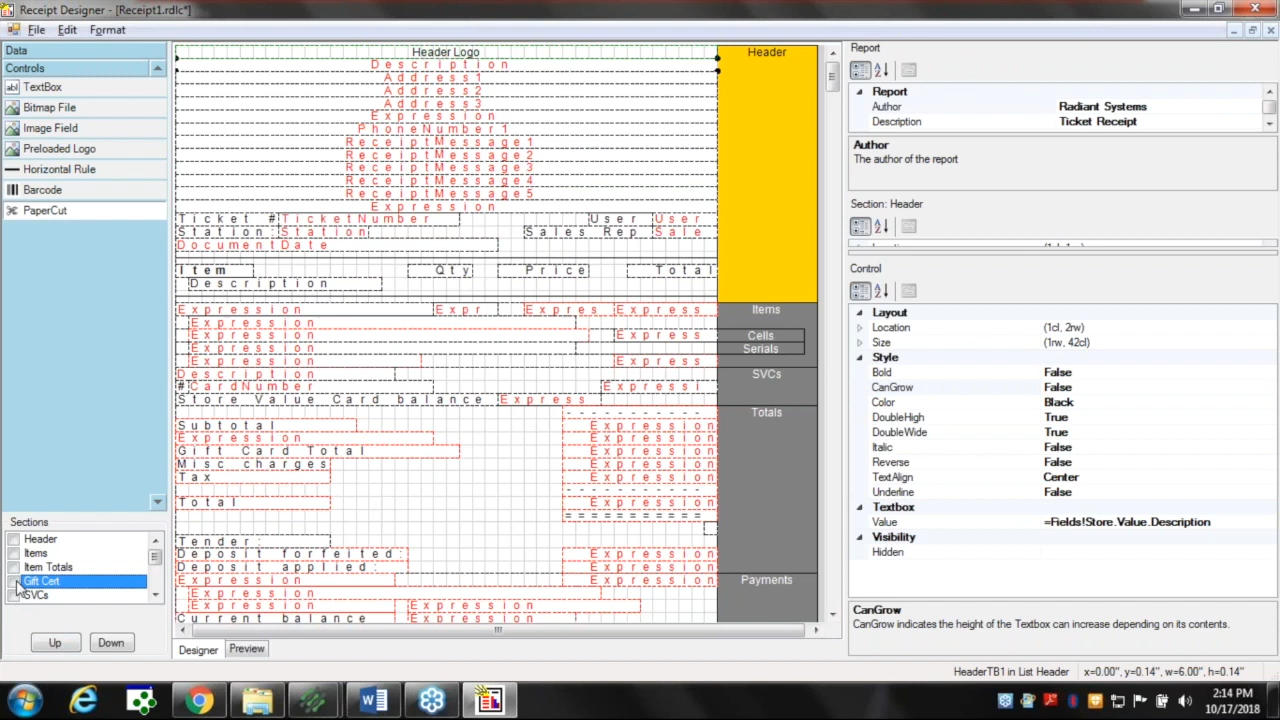 Receipt Designer - [Receipt1.rdlc*]
File Edit Format
Data
Controls
TextBox
Bitmap File
Image Field
Preloaded Logo
Horizontal Rule
Barcode
PaperCut
Sections
Header
Items
Item Totals
Gift Cert
SVCs
Up Down
Header Logo
Description
Address1
Address2
Address3
Expression
PhoneNumber1
ReceiptMessage1
ReceiptMessage2
ReceiptMessage3
ReceiptMessage4
ReceiptMessage5
Expression
Ticket # TicketNumber User User
Station: Station Sales Rep Sale
DocumentDate
Item Qty Price Total
Description
Expression Expr Expres Express
Expression
Expression Express
Expression
Expression Express
Description
#CardNumber Expressi
Store Value Card balance Express
- - - - - - - - - - -
Subtotal Expression
Expression Expression
Gift Card Total Expression
Misc charges Expression
Tax Expression
- - - - - - - - - - -
Total Expression
= = = = = = = = = = =
Tender:
Deposit forfeited: Expression
Deposit applied: Expression
Expression Expression
Expression
Expression Expression
Current balance Expression
Header
Items
Cells
Serials
SVCs
Totals
Payments
Designer Preview
Report
Report
Author Radiant Systems
Description Ticket Receipt
Author
The author of the report
Section: Header
Control
Layout
Location (1cl, 2rw)
Size (1rw, 42cl)
Style
Bold False
CanGrow False
Color Black
DoubleHigh True
DoubleWide True
Italic False
Reverse False
TextAlign Center
Underline False
Textbox
Value =Fields!Store.Value.Description
Visibility
Hidden
CanGrow
CanGrow indicates the height of the Textbox can increase depending on its contents.
HeaderTB1 in List Header x=0.00", y=0.14", w=6.00", h=0.14"
2:14 PM
10/17/2018